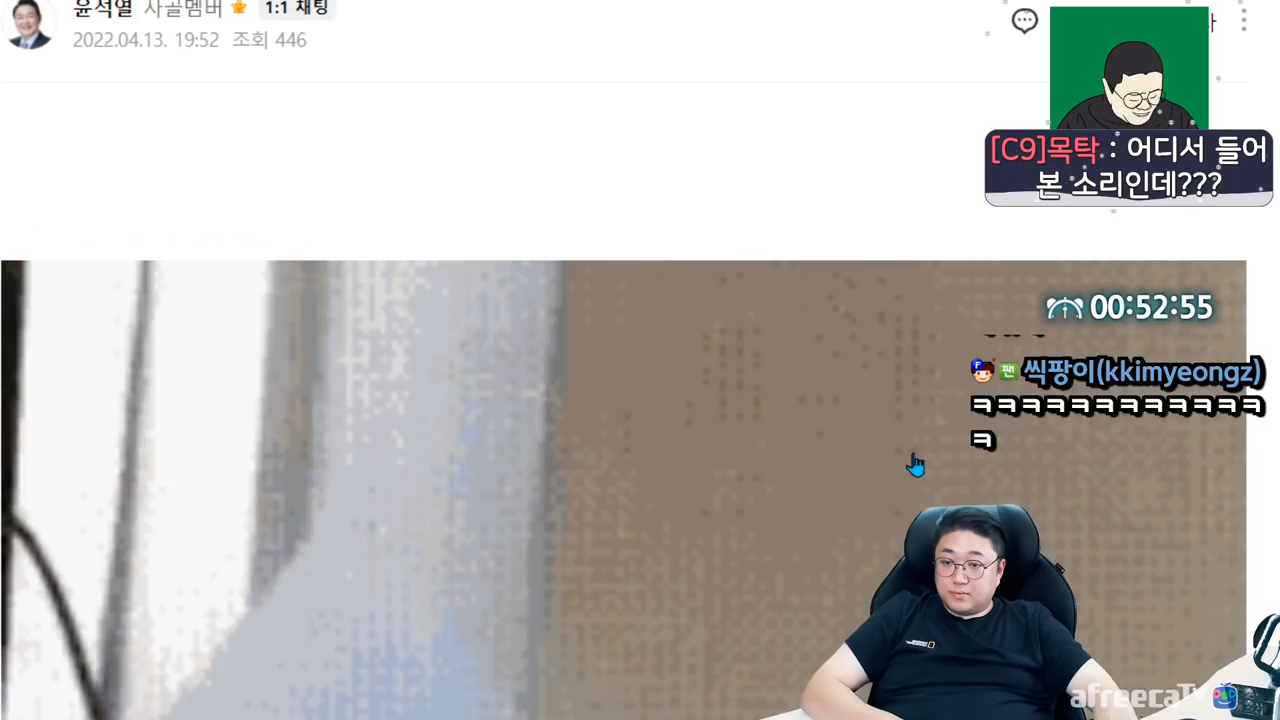 윤석열 사골멤버 1:1 채팅
2022.04.13. 19:52 조회 446
[C9]목탁 : 어디서 들어
본 소리인데???
00:52:55
F 팬 씩팡이(kkimyeongz)
ㅋㅋㅋㅋㅋㅋㅋㅋㅋㅋㅋㅋ
ㅋ
afreecaTV